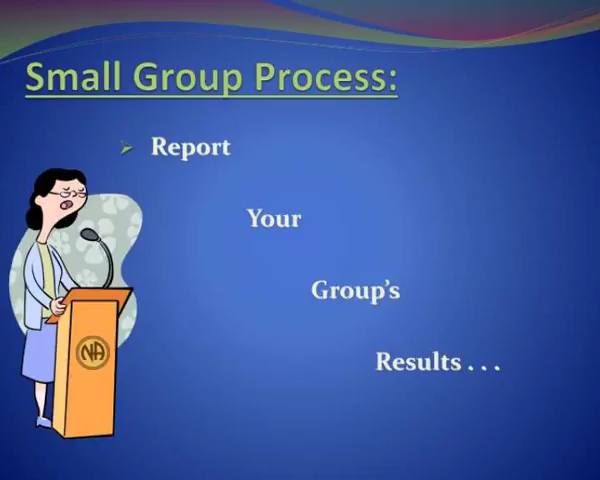 Small Group Process:
Report
Your
Group's
Results . . .
NA